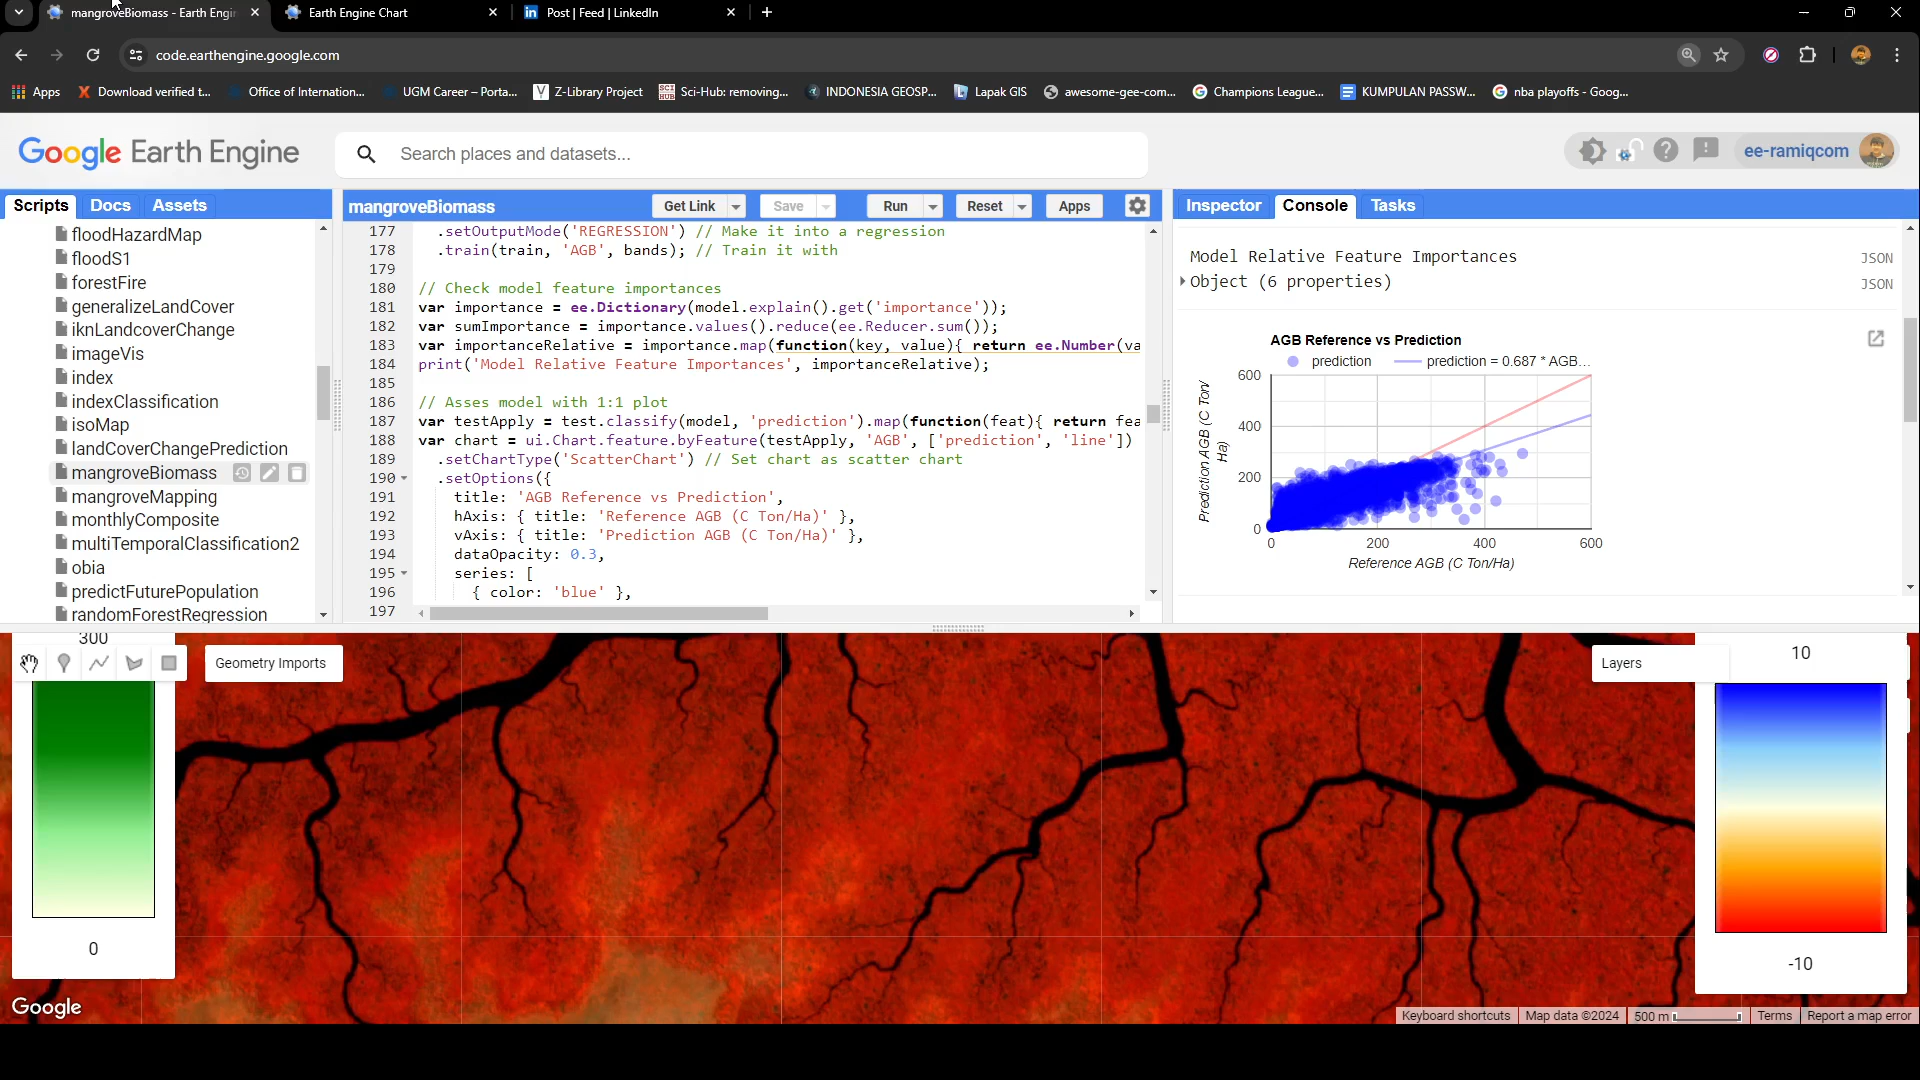 mangroveBiomass - Earth Engi
Earth Engine Chart
Post | Feed | LinkedIn
code.earthengine.google.com
Apps
Download verified t...
Office of Internation...
UGM Career – Porta...
Z-Library Project
Sci-Hub: removing...
INDONESIA GEOSP...
Lapak GIS
awesome-gee-com...
Champions League...
KUMPULAN PASSW...
nba playoffs - Goog...
Google Earth Engine
Search places and datasets...
ee-ramiqcom
Scripts
Docs
Assets
floodHazardMap
floodS1
forestFire
generalizeLandCover
iknLandcoverChange
imageVis
index
indexClassification
isoMap
landCoverChangePrediction
mangroveBiomass
mangroveMapping
monthlyComposite
multiTemporalClassification2
obia
predictFuturePopulation
randomForestRegression
mangroveBiomass
Get Link
Save
Run
Reset
Apps
177 .setOutputMode('REGRESSION') // Make it into a regression
178 .train(train, 'AGB', bands); // Train it with
179
180 // Check model feature importances
181 var importance = ee.Dictionary(model.explain().get('importance'));
182 var sumImportance = importance.values().reduce(ee.Reducer.sum());
183 var importanceRelative = importance.map(function(key, value){ return ee.Number(va
184 print('Model Relative Feature Importances', importanceRelative);
185
186 // Asses model with 1:1 plot
187 var testApply = test.classify(model, 'prediction').map(function(feat){ return fea
188 var chart = ui.Chart.feature.byFeature(testApply, 'AGB', ['prediction', 'line'])
189 .setChartType('ScatterChart') // Set chart as scatter chart
190 .setOptions({
191 title: 'AGB Reference vs Prediction',
192 hAxis: { title: 'Reference AGB (C Ton/Ha)' },
193 vAxis: { title: 'Prediction AGB (C Ton/Ha)' },
194 dataOpacity: 0.3,
195 series: [
196 { color: 'blue' },
197
Inspector
Console
Tasks
Model Relative Feature Importances
JSON
Object (6 properties)
JSON
AGB Reference vs Prediction
prediction
prediction = 0.687 * AGB...
600
400
200
0
Prediction AGB (C Ton/
Ha)
0
200
400
600
Reference AGB (C Ton/Ha)
300
0
Geometry Imports
Layers
10
-10
Google
Keyboard shortcuts
Map data ©2024
500 m
Terms
Report a map error